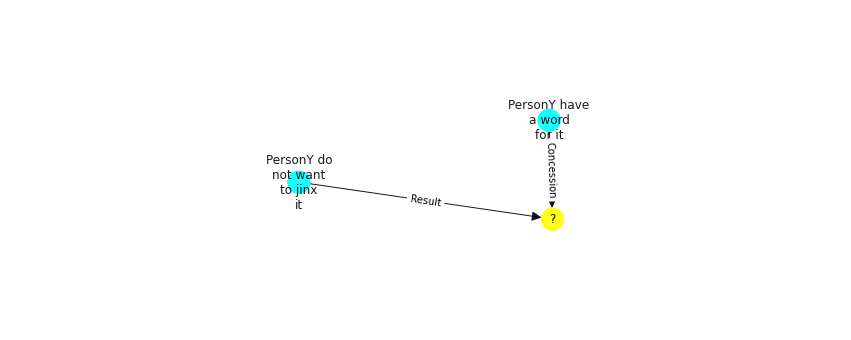 PersonY have
a word
for it
Concession
PersonY do
not want
to jinx
it
Result
?